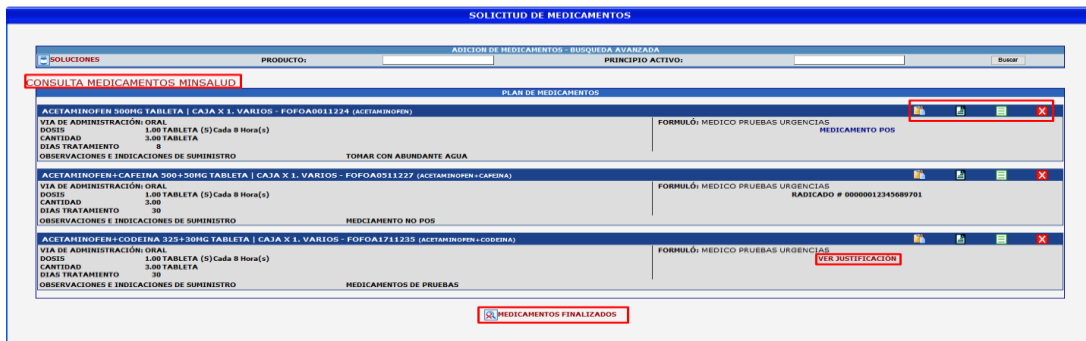 SOLICITUD DE MEDICAMENTOS
ADICION DE MEDICAMENTOS - BUSQUEDA AVANZADA
SOLUCIONES PRODUCTO: PRINCIPIO ACTIVO: Buscar
CONSULTA MEDICAMENTOS MINSALUD
PLAN DE MEDICAMENTOS
ACETAMINOFEN 500MG TABLETA | CAJA X 1. VARIOS - FOFOA0011224 (ACETAMINOFEN)
VIA DE ADMINISTRACIÓN: ORAL FORMULÓ: MEDICO PRUEBAS URGENCIAS
DOSIS 1.00 TABLETA (S)Cada 8 Hora(s) MEDICAMENTO POS
CANTIDAD 3.00 TABLETA
DIAS TRATAMIENTO 8
OBSERVACIONES E INDICACIONES DE SUMINISTRO TOMAR CON ABUNDANTE AGUA
ACETAMINOFEN+CAFEINA 500+50MG TABLETA | CAJA X 1. VARIOS - FOFOA0511227 (ACETAMINOFEN+CAFEINA)
VIA DE ADMINISTRACIÓN: ORAL FORMULÓ: MEDICO PRUEBAS URGENCIAS
DOSIS 1.00 TABLETA (S)Cada 8 Hora(s) RADICADO # 00000012345689701
CANTIDAD 3.00
DIAS TRATAMIENTO 30
OBSERVACIONES E INDICACIONES DE SUMINISTRO MEDCIAMENTO NO POS
ACETAMINOFEN+CODEINA 325+30MG TABLETA | CAJA X 1. VARIOS - FOFOA1711235 (ACETAMINOFEN+CODEINA)
VIA DE ADMINISTRACIÓN: ORAL FORMULÓ: MEDICO PRUEBAS URGENCIAS
DOSIS 1.00 TABLETA (S)Cada 8 Hora(s) VER JUSTIFICACIÓN
CANTIDAD 3.00 TABLETA
DIAS TRATAMIENTO 30
OBSERVACIONES E INDICACIONES DE SUMINISTRO MEDICAMENTOS DE PRUEBAS
MEDICAMENTOS FINALIZADOS